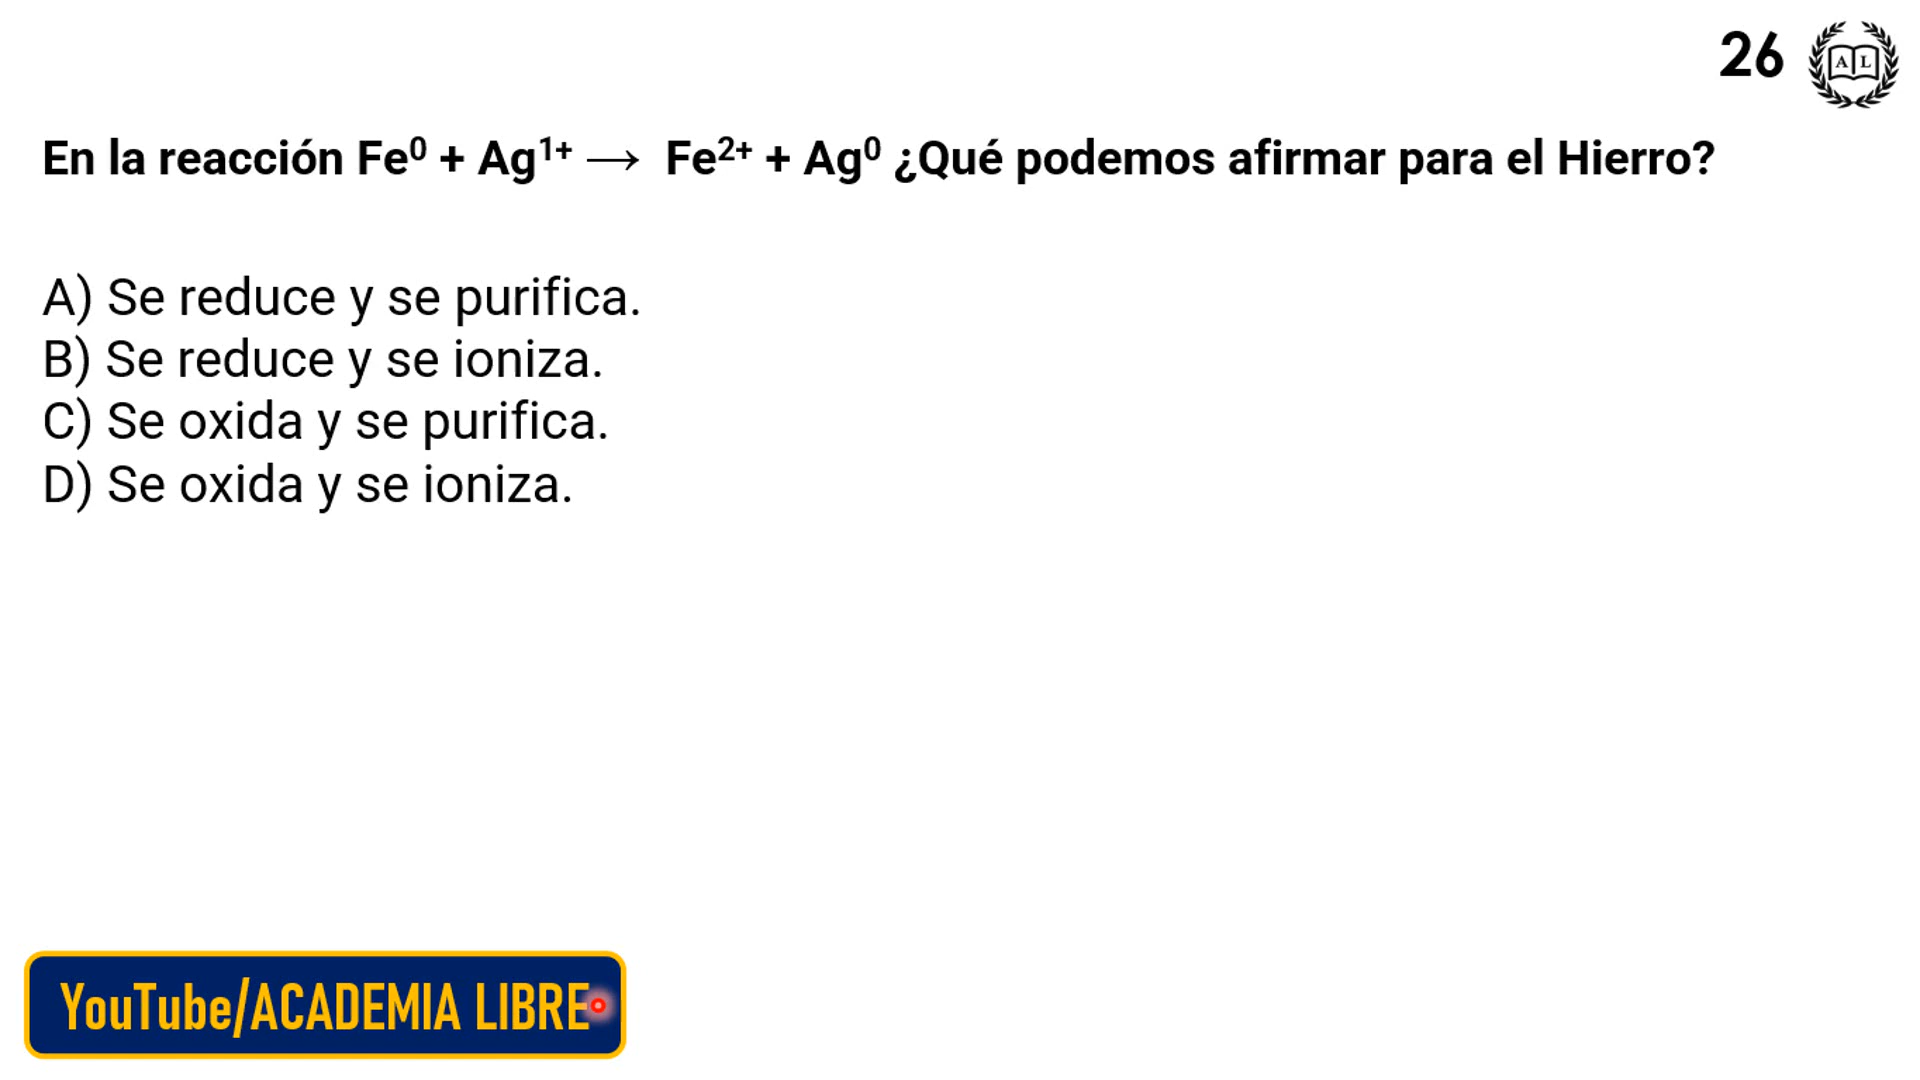 26
A L
En la reacción Fe⁰ + Ag¹⁺ → Fe²⁺ + Ag⁰ ¿Qué podemos afirmar para el Hierro?
A) Se reduce y se purifica.
B) Se reduce y se ioniza.
C) Se oxida y se purifica.
D) Se oxida y se ioniza.
YouTube/ACADEMIA LIBRE